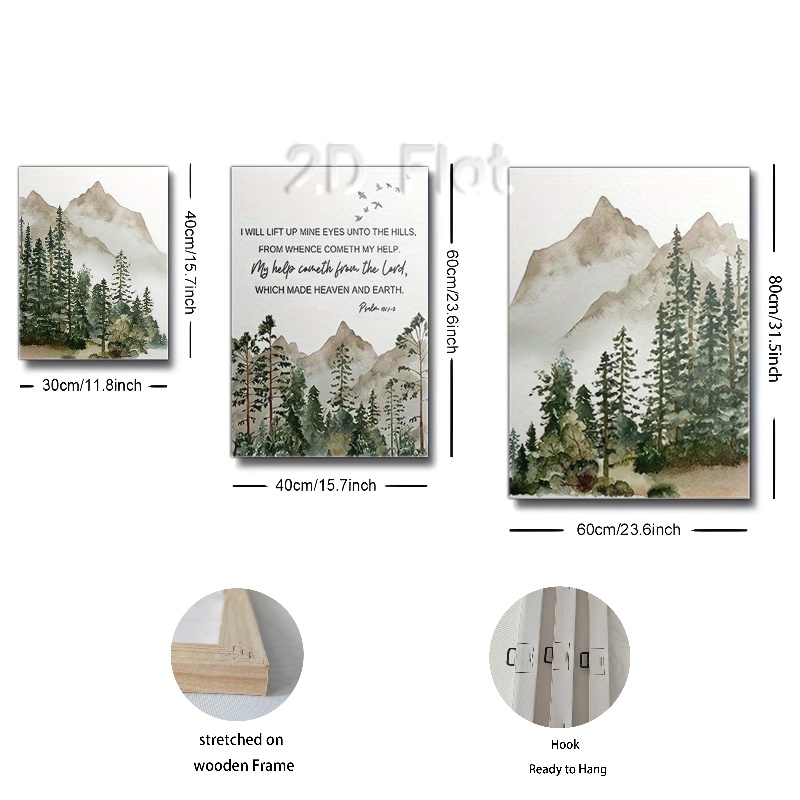 2D Flat
I WILL LIFT UP MINE EYES UNTO THE HILLS,
FROM WHENCE COMETH MY HELP.
My help cometh from the Lord,
WHICH MADE HEAVEN AND EARTH.
Psalm
40cm/15.7inch
30cm/11.8inch
60cm/23.6inch
40cm/15.7inch
80cm/31.5inch
60cm/23.6inch
stretched on
wooden Frame
Hook
Ready to Hang